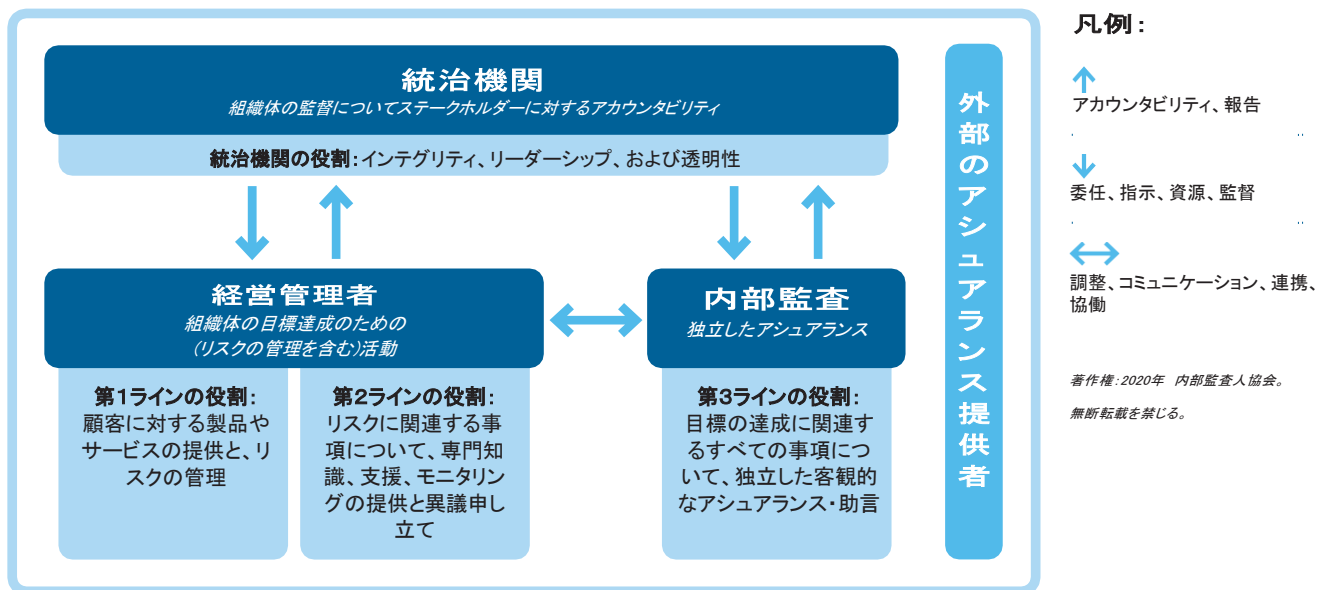 統治機関
組織体の監督についてステークホルダーに対するアカウンタビリティ
統治機関の役割：インテグリティ、リーダーシップ、および透明性
経営管理者
組織体の目標達成のための
(リスクの管理を含む)活動
第1ラインの役割：
顧客に対する製品や
サービスの提供と、リ
スクの管理
第2ラインの役割：
リスクに関連する事
項について、専門知
識、支援、モニタリン
グの提供と異議申し
立て
内部監査
独立したアシュアランス
第3ラインの役割：
目標の達成に関連す
るすべての事項につ
いて、独立した客観的
なアシュアランス・助言
外部のアシュアランス提供者
凡例：
アカウンタビリティ、報告
委任、指示、資源、監督
調整、コミュニケーション、連携、
協働
著作権：2020年 内部監査人協会。
無断転載を禁じる。